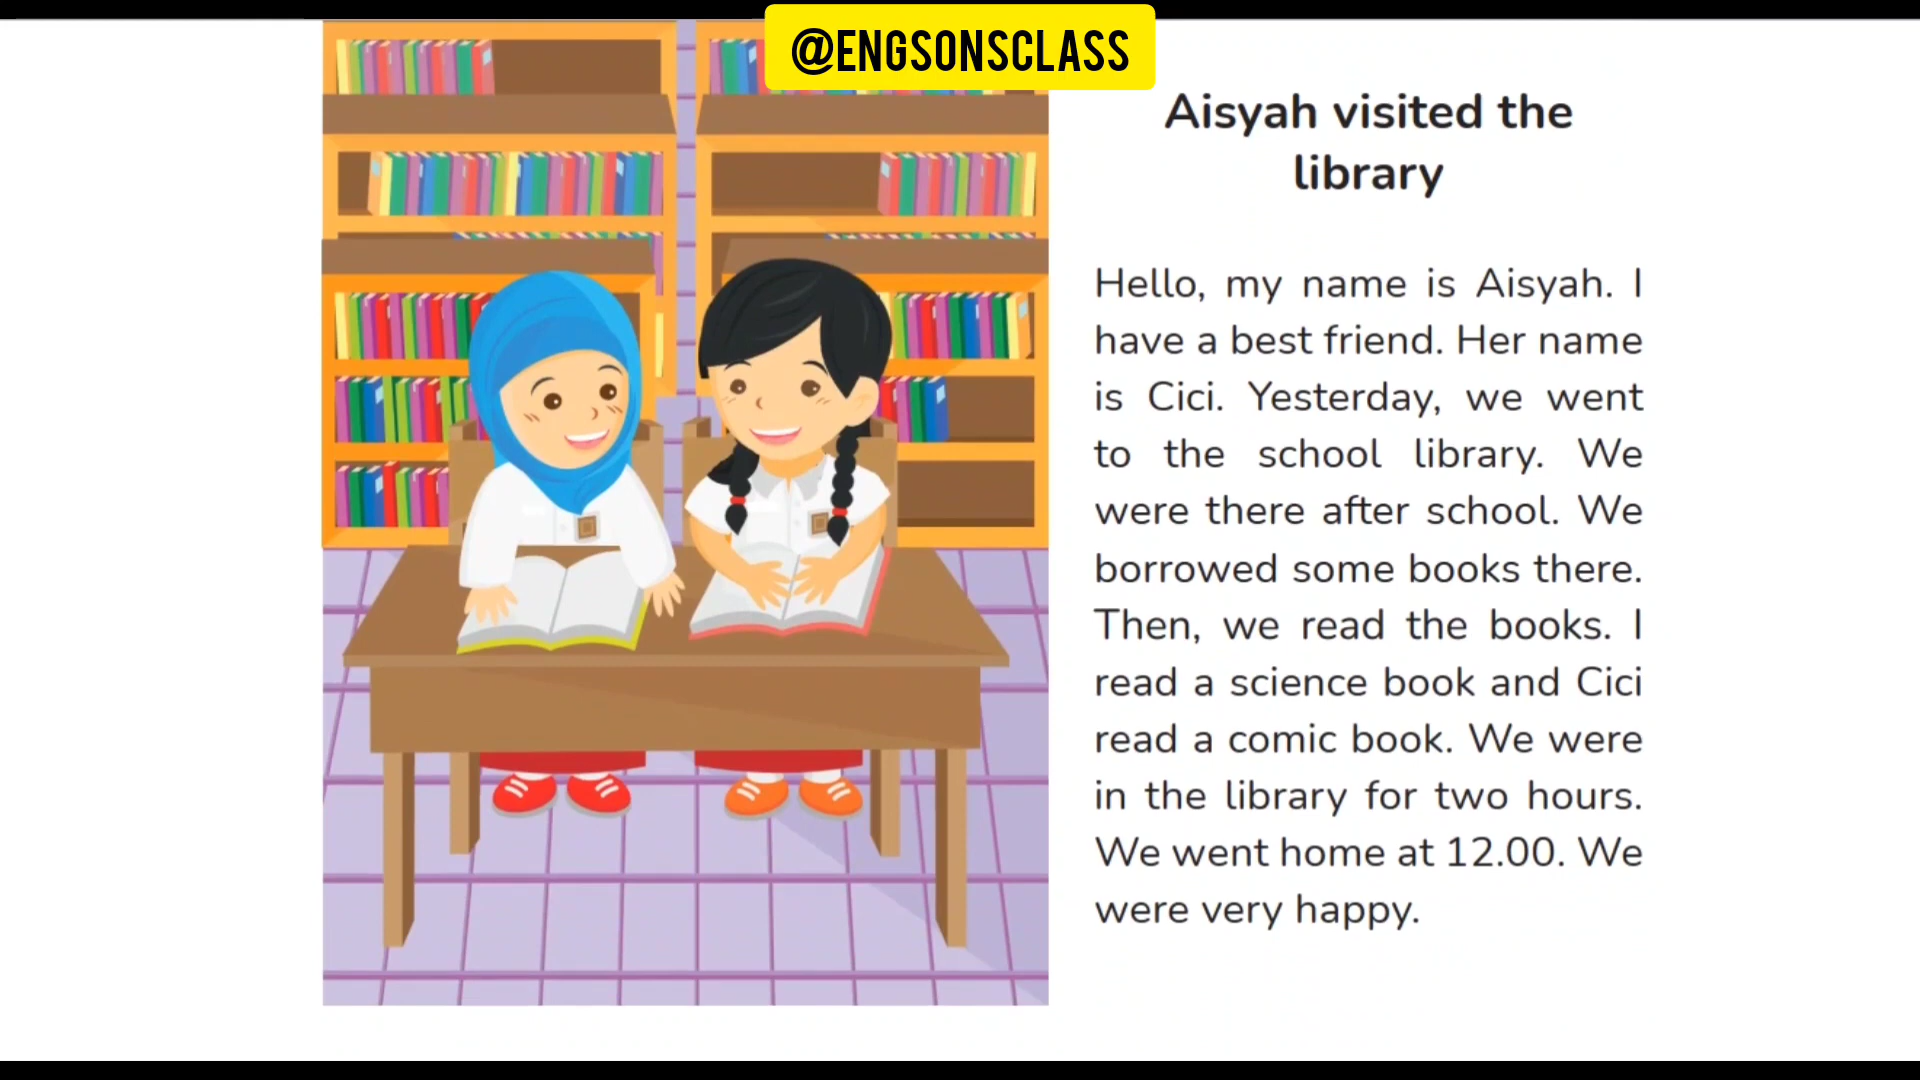 @ENGSONSCLASS
Aisyah visited the
library
Hello, my name is Aisyah. I
have a best friend. Her name
is Cici. Yesterday, we went
to the school library. We
were there after school. We
borrowed some books there.
Then, we read the books. I
read a science book and Cici
read a comic book. We were
in the library for two hours.
We went home at 12.00. We
were very happy.